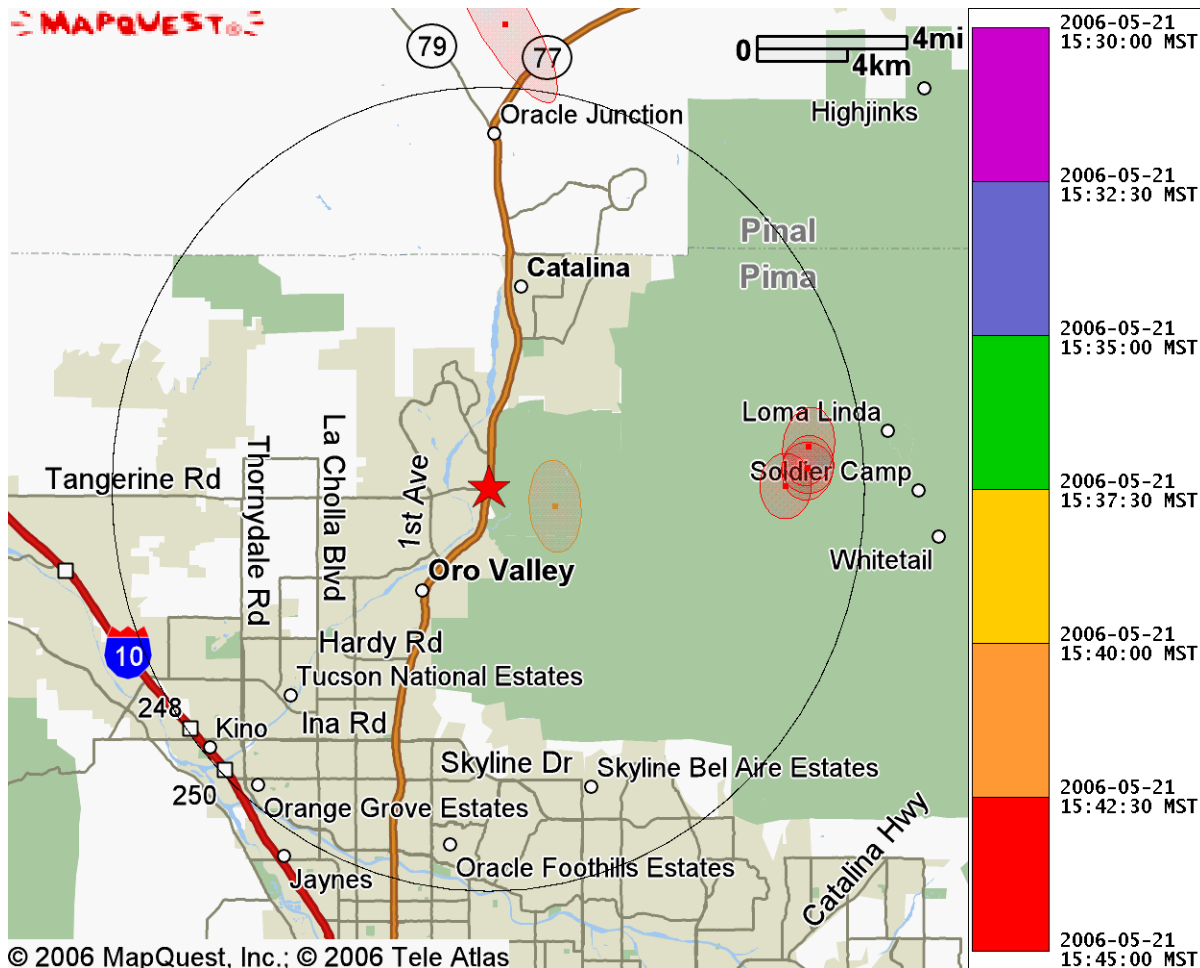 MAPQUEST®
79
77
0
4mi
4km
Highjinks
Oracle Junction
Pinal
Pima
Catalina
Loma Linda
Soldier Camp
Tangerine Rd
Thornydale Rd
La Cholla Blvd
1st Ave
Whitetail
Oro Valley
10
Hardy Rd
Tucson National Estates
248
Kino
Ina Rd
Skyline Dr
Skyline Bel Aire Estates
250
Orange Grove Estates
Oracle Foothills Estates
Catalina Hwy
Jaynes
© 2006 MapQuest, Inc.; © 2006 Tele Atlas
2006-05-21
15:30:00 MST
2006-05-21
15:32:30 MST
2006-05-21
15:35:00 MST
2006-05-21
15:37:30 MST
2006-05-21
15:40:00 MST
2006-05-21
15:42:30 MST
2006-05-21
15:45:00 MST